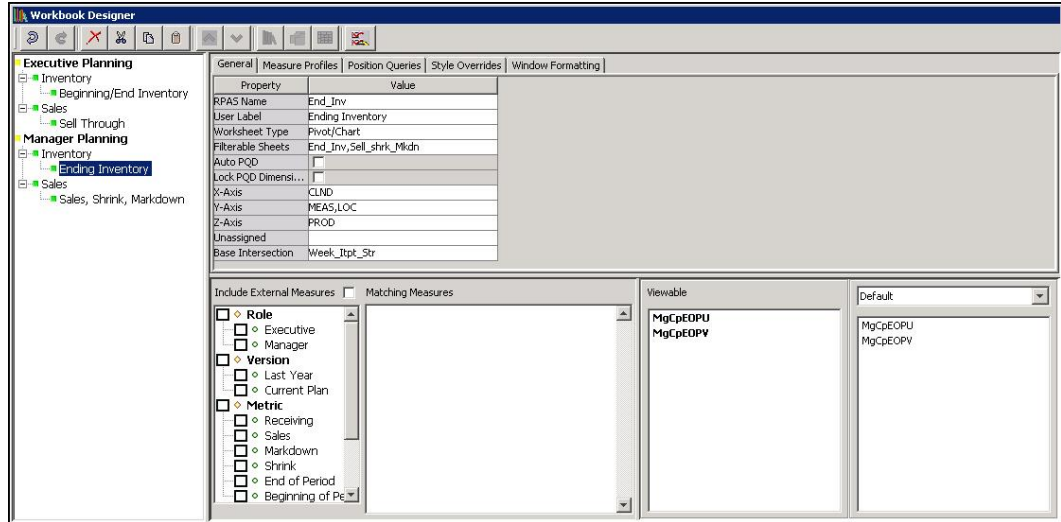 Workbook Designer
Executive Planning
Inventory
Beginning/End Inventory
Sales
Sell Through
Manager Planning
Inventory
Ending Inventory
Sales
Sales, Shrink, Markdown
General Measure Profiles Position Queries Style Overrides Window Formatting
Property Value
RPAS Name End_Inv
User Label Ending Inventory
Worksheet Type Pivot/Chart
Filterable Sheets End_Inv,Sell_shrk_Mkdn
Auto PQD
Lock PQD Dimensi...
X-Axis CLND
Y-Axis MEAS,LOC
Z-Axis PROD
Unassigned
Base Intersection Week_Itpt_Str
Include External Measures Matching Measures
Role
Executive
Manager
Version
Last Year
Current Plan
Metric
Receiving
Sales
Markdown
Shrink
End of Period
Beginning of Pe
Viewable
MgCpEOPU
MgCpEOPV
Default
MgCpEOPU
MgCpEOPV